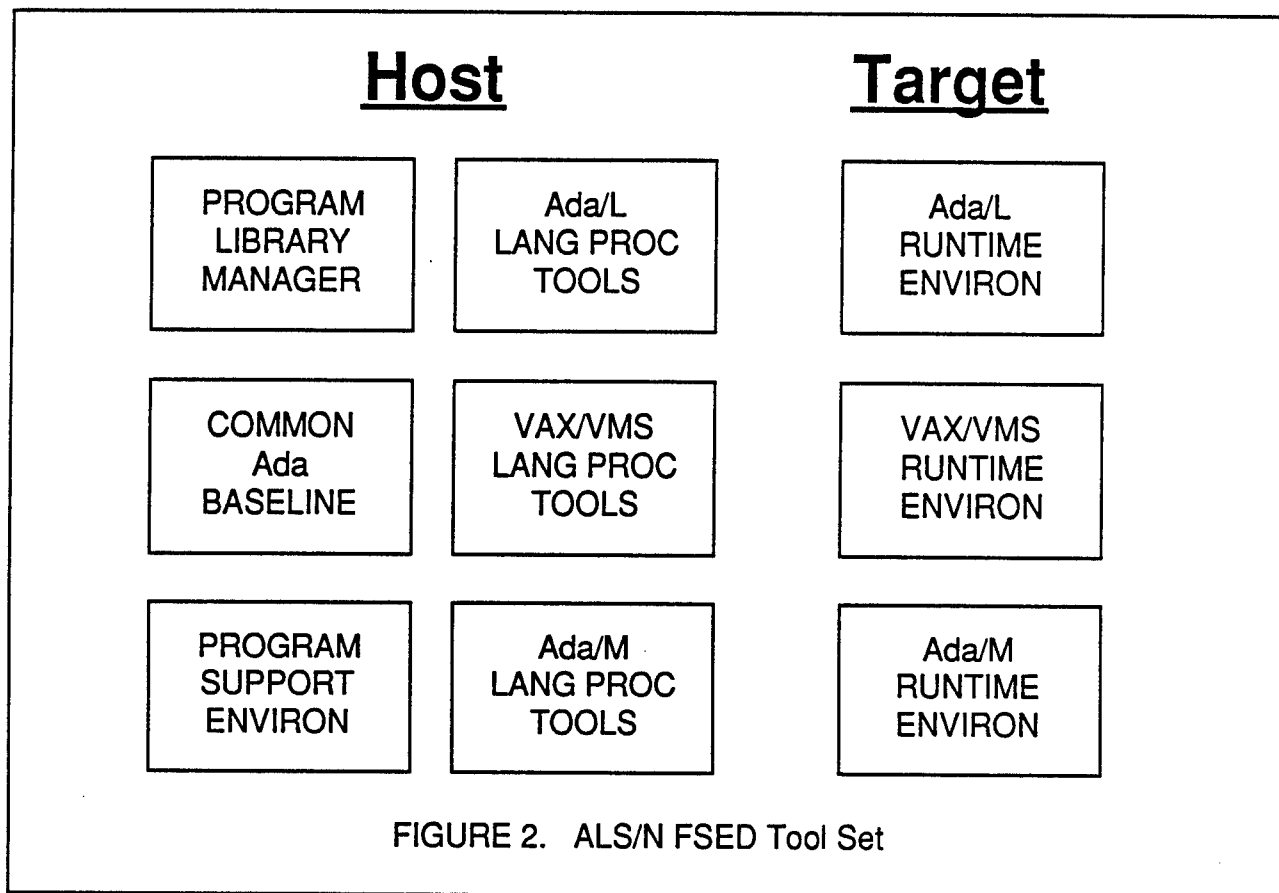 Host
Target
PROGRAM
LIBRARY
MANAGER
Ada/L
LANG PROC
TOOLS
Ada/L
RUNTIME
ENVIRON
COMMON
Ada
BASELINE
VAX/VMS
LANG PROC
TOOLS
VAX/VMS
RUNTIME
ENVIRON
PROGRAM
SUPPORT
ENVIRON
Ada/M
LANG PROC
TOOLS
Ada/M
RUNTIME
ENVIRON
FIGURE 2. ALS/N FSED Tool Set